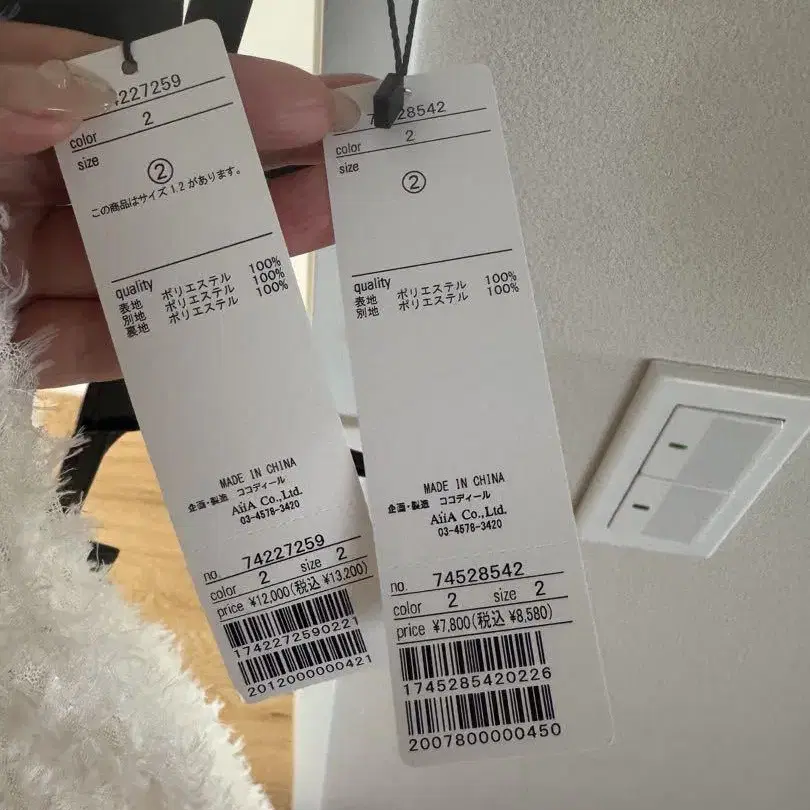 4227259
color 2
size
②
この商品はサイズ 1.2 があります。
quality
表地 ポリエステル 100%
別地 ポリエステル 100%
裏地 ポリエステル 100%
MADE IN CHINA
企画・製造 ココディール
AiiA Co.,Ltd.
03-4578-3420
no. 74227259
color 2 size 2
price ¥12,000(税込 ¥13,200)
1742272590221
2012000000421
7 28542
color 2
size
②
quality
表地 ポリエステル 100%
別地 ポリエステル 100%
MADE IN CHINA
企画・製造 ココディール
AiiA Co.,Ltd.
03-4578-3420
no. 74528542
color 2 size 2
price ¥7,800(税込 ¥8,580)
1745285420226
2007800000450